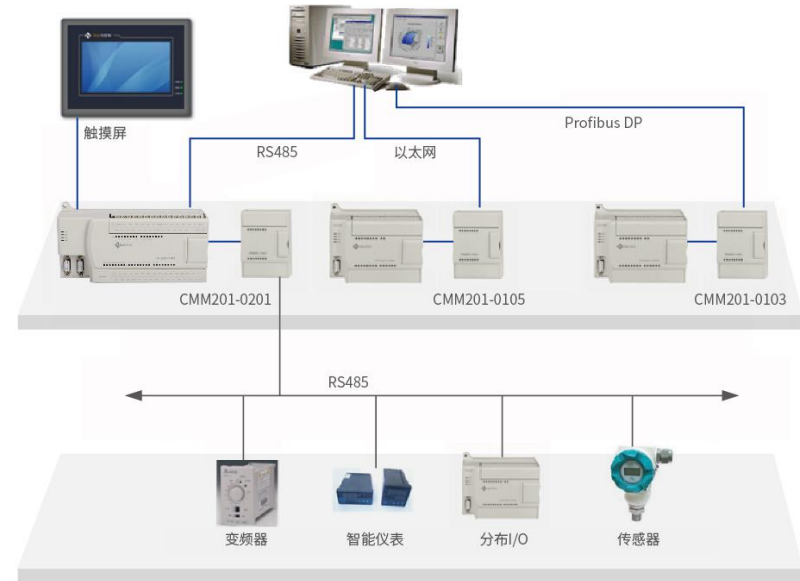 触摸屏
Profibus DP
RS485
以太网
CMM201-0201
CMM201-0105
CMM201-0103
RS485
变频器
智能仪表
分布I/O
传感器